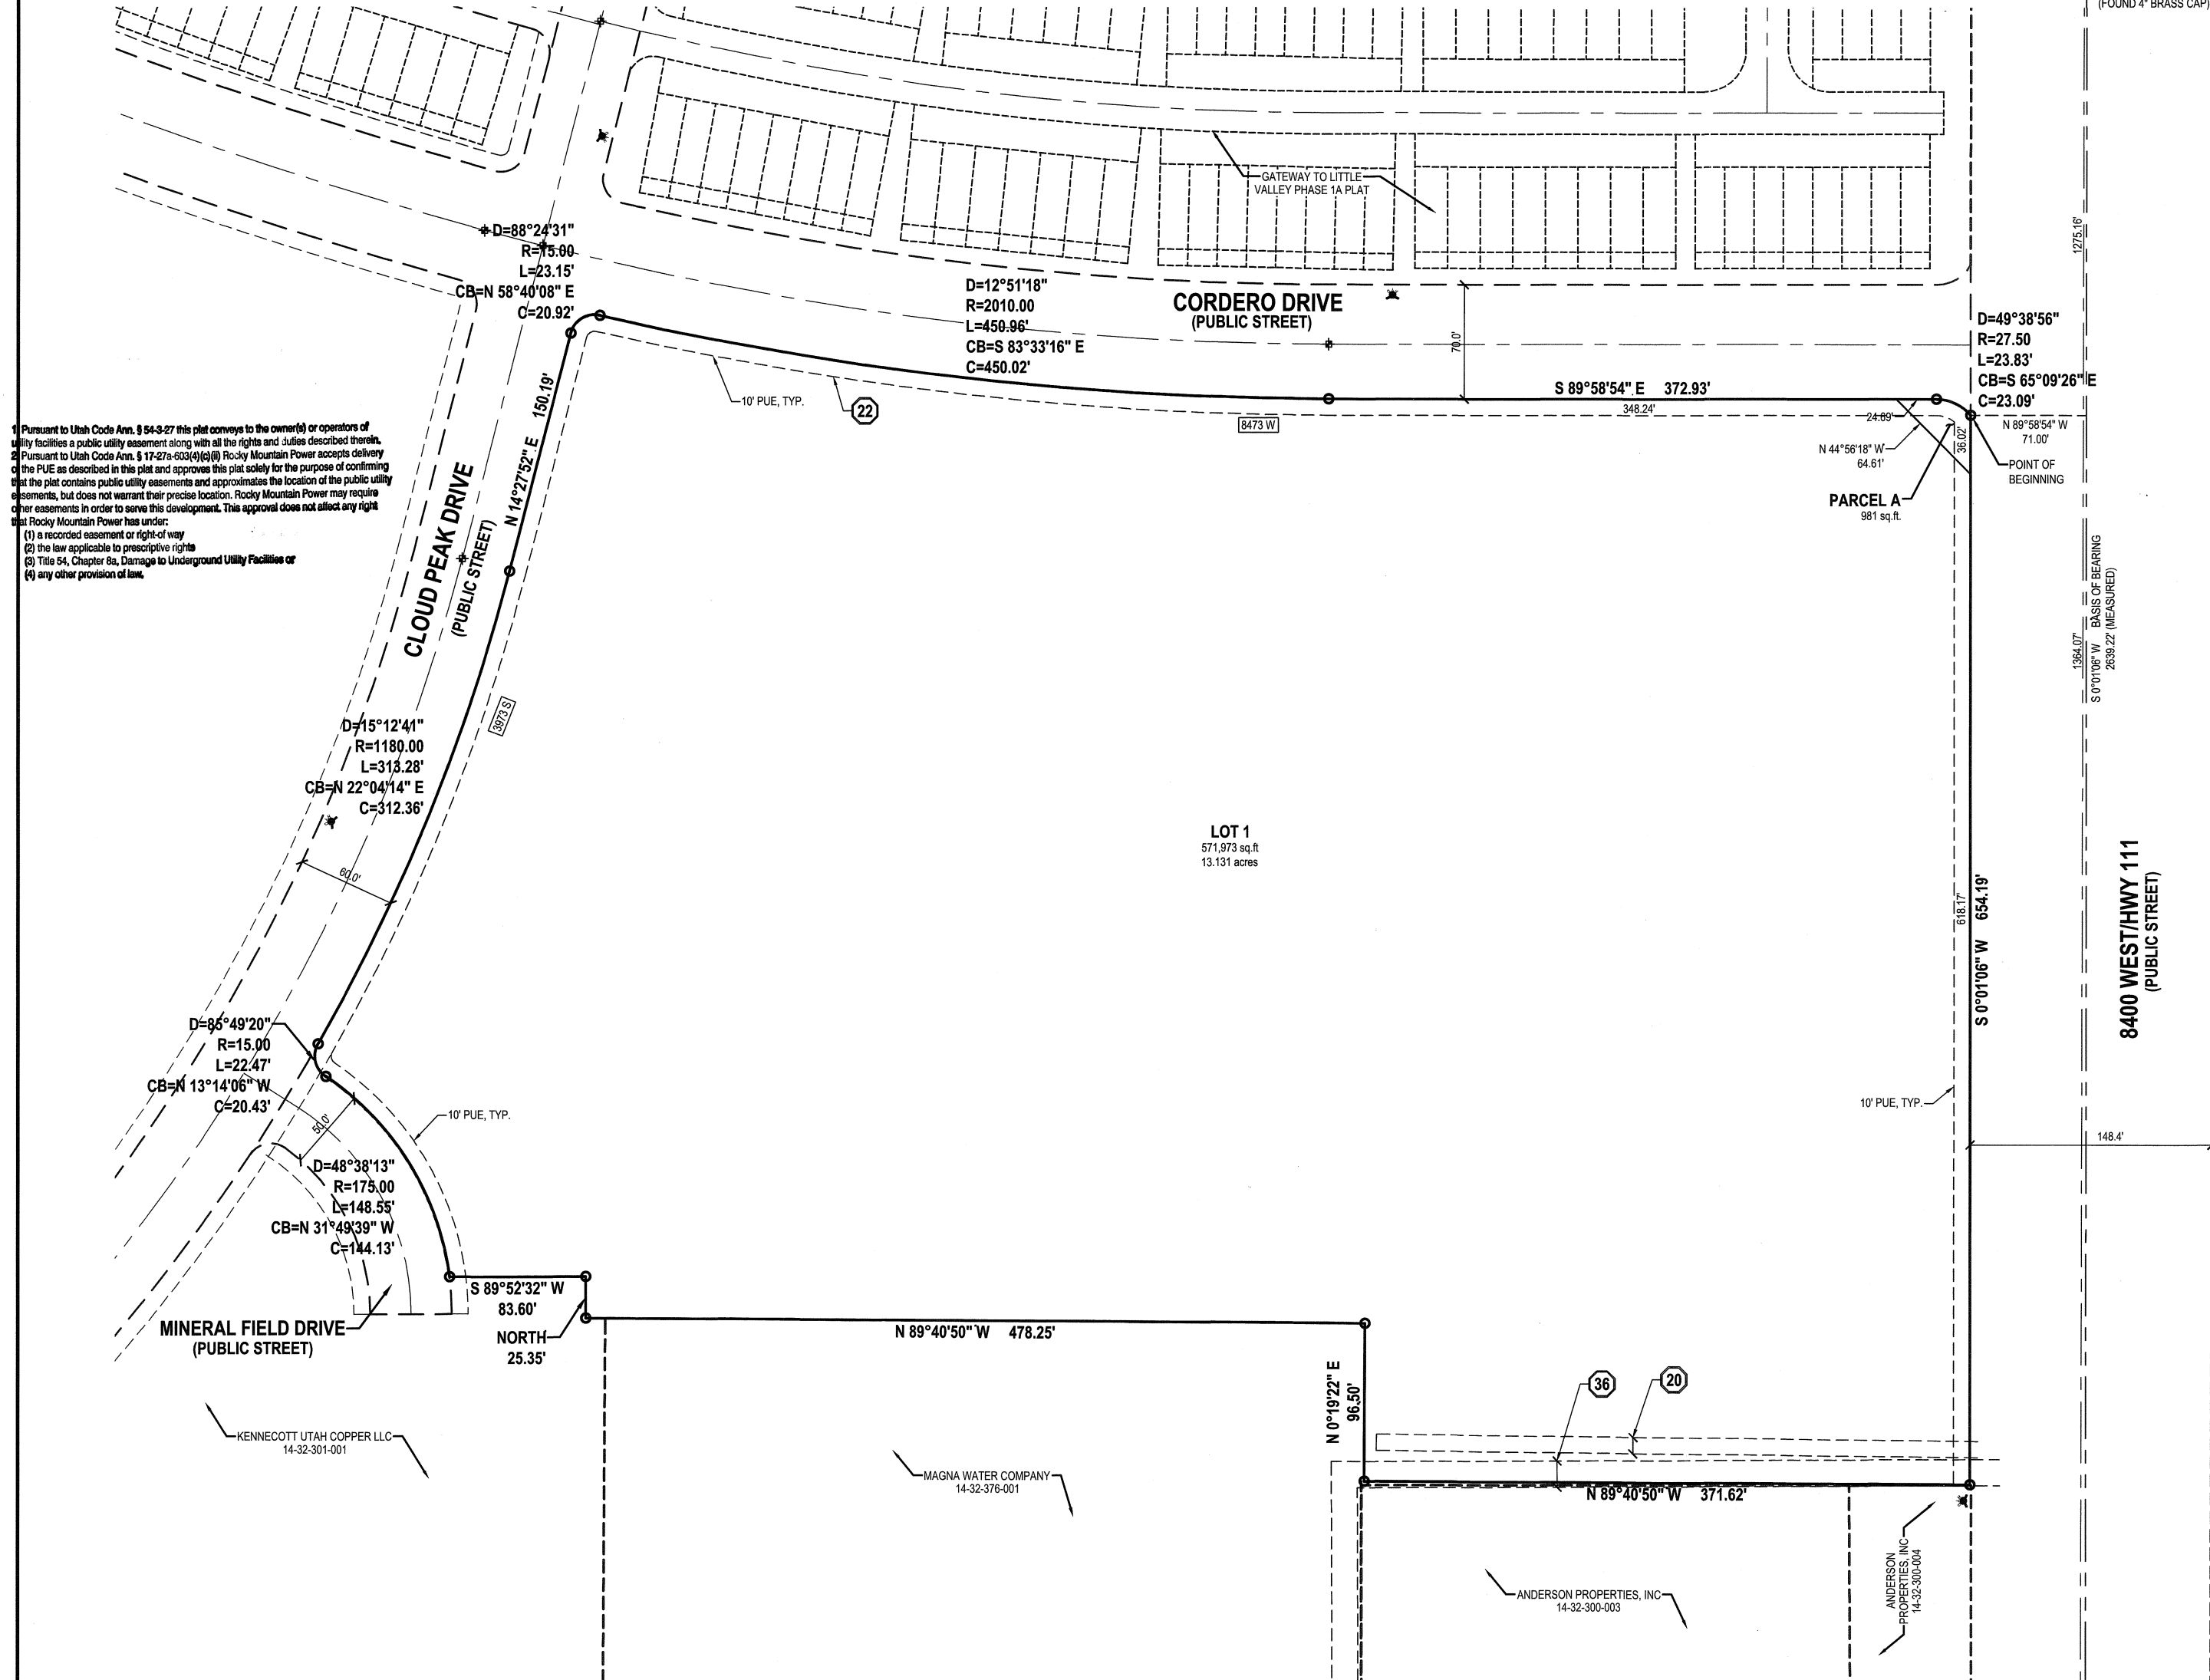 (FOUND 4" BRASS CAP)
GATEWAY TO LITTLE
VALLEY PHASE 1A PLAT
1275.16'
D=88°24'31"
R=15.00
L=23.15'
CB=N 58°40'08" E
C=20.92'
D=12°51'18"
R=2010.00
L=450.96'
CB=S 83°33'16" E
C=450.02'
CORDERO DRIVE
(PUBLIC STREET)
70.0'
D=49°38'56"
R=27.50
L=23.83'
CB=S 65°09'26" E
C=23.09'
S 89°58'54" E 372.93'
348.24'
24.69'
36.02'
N 89°58'54" W
71.00'
10' PUE, TYP.
22
8473 W
N 44°56'18" W
64.61'
POINT OF
BEGINNING
PARCEL A
981 sq.ft.
1 Pursuant to Utah Code Ann. § 54-3-27 this plat conveys to the owner(s) or operators of
utility facilities a public utility easement along with all the rights and duties described therein.
2 Pursuant to Utah Code Ann. § 17-27a-603(4)(c)(ii) Rocky Mountain Power accepts delivery
of the PUE as described in this plat and approves this plat solely for the purpose of confirming
that the plat contains public utility easements and approximates the location of the public utility
easements, but does not warrant their precise location. Rocky Mountain Power may require
other easements in order to serve this development. This approval does not affect any right
that Rocky Mountain Power has under:
(1) a recorded easement or right-of way
(2) the law applicable to prescriptive rights
(3) Title 54, Chapter 8a, Damage to Underground Utility Facilities or
(4) any other provision of law.
N 14°27'52" E 150.19'
CLOUD PEAK DRIVE
(PUBLIC STREET)
1364.07'
S 0°01'06" W BASIS OF BEARING
2639.22' (MEASURED)
3973 S
D=15°12'41"
R=1180.00
L=313.28'
CB=N 22°04'14" E
C=312.36'
60.0'
LOT 1
571,973 sq.ft
13.131 acres
618.17'
S 0°01'06" W 654.19'
8400 WEST/HWY 111
(PUBLIC STREET)
D=85°49'20"
R=15.00
L=22.47'
CB=N 13°14'06" W
C=20.43'
50.0'
10' PUE, TYP.
10' PUE, TYP.
148.4'
D=48°38'13"
R=175.00
L=148.55'
CB=N 31°49'39" W
C=144.13'
S 89°52'32" W
83.60'
MINERAL FIELD DRIVE
(PUBLIC STREET)
NORTH
25.35'
N 89°40'50" W 478.25'
N 0°19'22" E
96.50'
36
20
KENNECOTT UTAH COPPER LLC
14-32-301-001
MAGNA WATER COMPANY
14-32-376-001
N 89°40'50" W 371.62'
ANDERSON PROPERTIES, INC
14-32-300-003
ANDERSON
PROPERTIES, INC
14-32-300-004